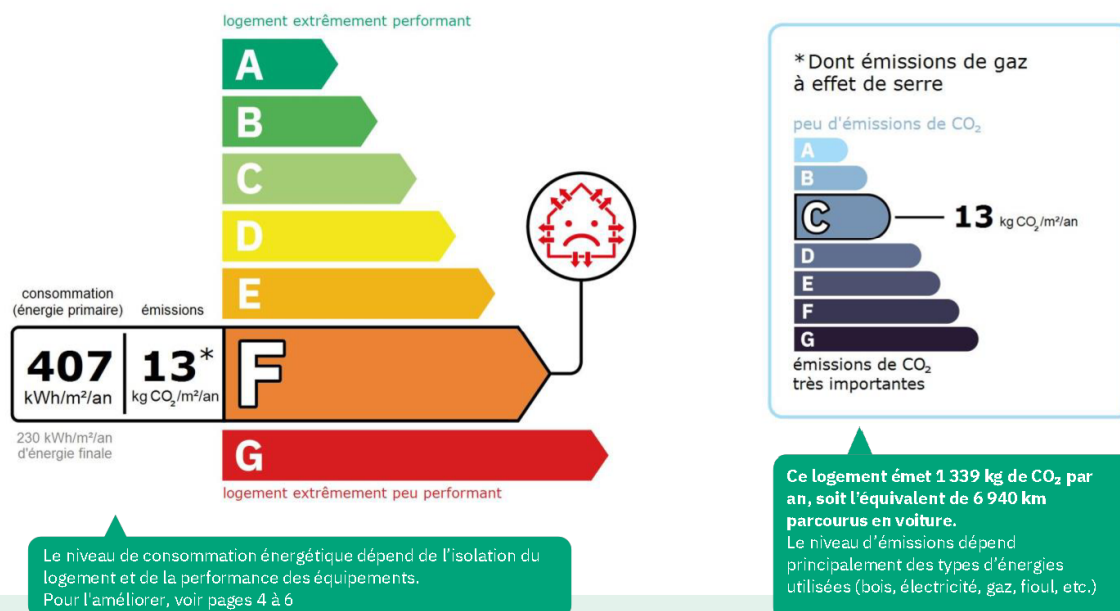 logement extrêmement performant
A
B
C
D
E
consommation
(énergie primaire)
émissions
407
kWh/m²/an
13*
kg CO₂/m²/an
F
230 kWh/m²/an
d'énergie finale
G
logement extrêmement peu performant
Le niveau de consommation énergétique dépend de l'isolation du
logement et de la performance des équipements.
Pour l'améliorer, voir pages 4 à 6
*Dont émissions de gaz
à effet de serre
peu d'émissions de CO₂
A
B
C
13 kg CO₂/m²/an
D
E
F
G
émissions de CO₂
très importantes
Ce logement émet 1 339 kg de CO₂ par
an, soit l'équivalent de 6 940 km
parcourus en voiture.
Le niveau d'émissions dépend
principalement des types d'énergies
utilisées (bois, électricité, gaz, fioul, etc.)